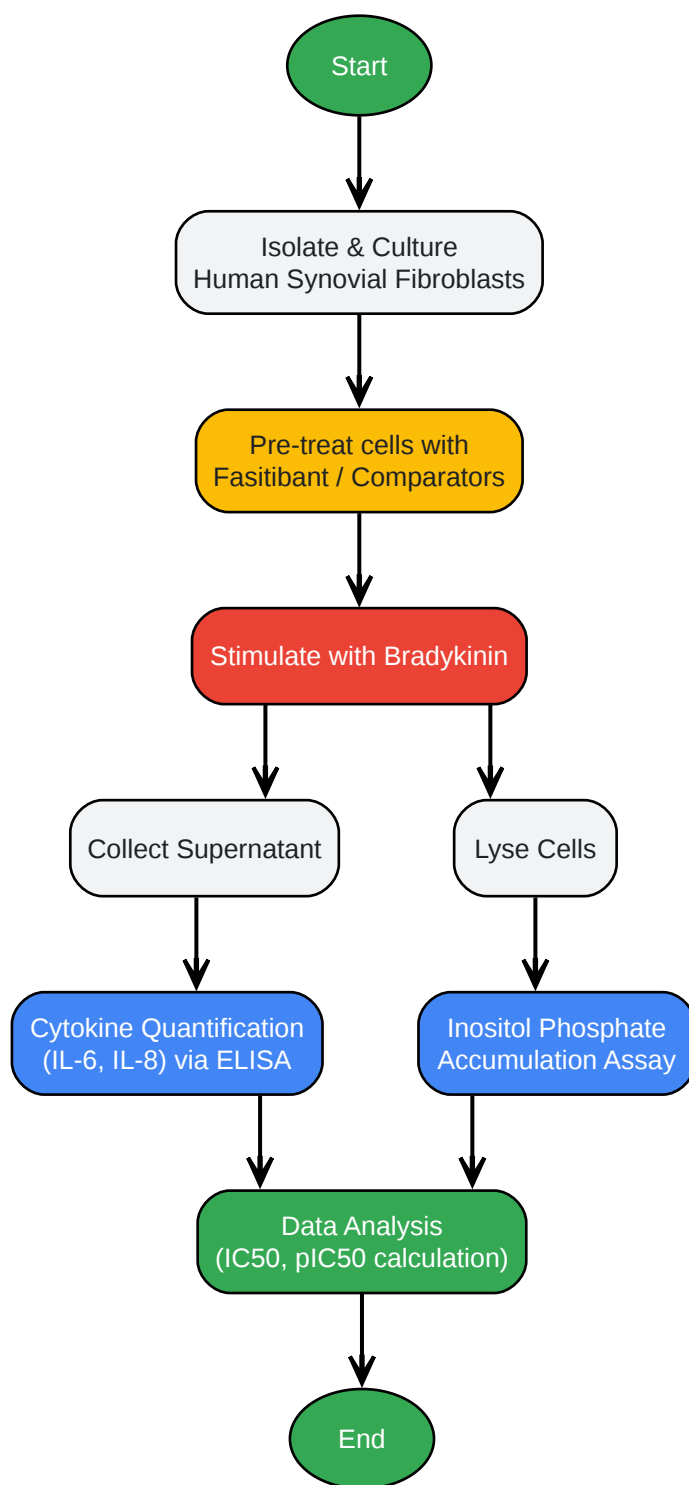 Start
Isolate & Culture
Human Synovial Fibroblasts
Pre-treat cells with
Fasitibant / Comparators
Stimulate with Bradykinin
Collect Supernatant
Lyse Cells
Cytokine Quantification
(IL-6, IL-8) via ELISA
Inositol Phosphate
Accumulation Assay
Data Analysis
(IC50, pIC50 calculation)
End